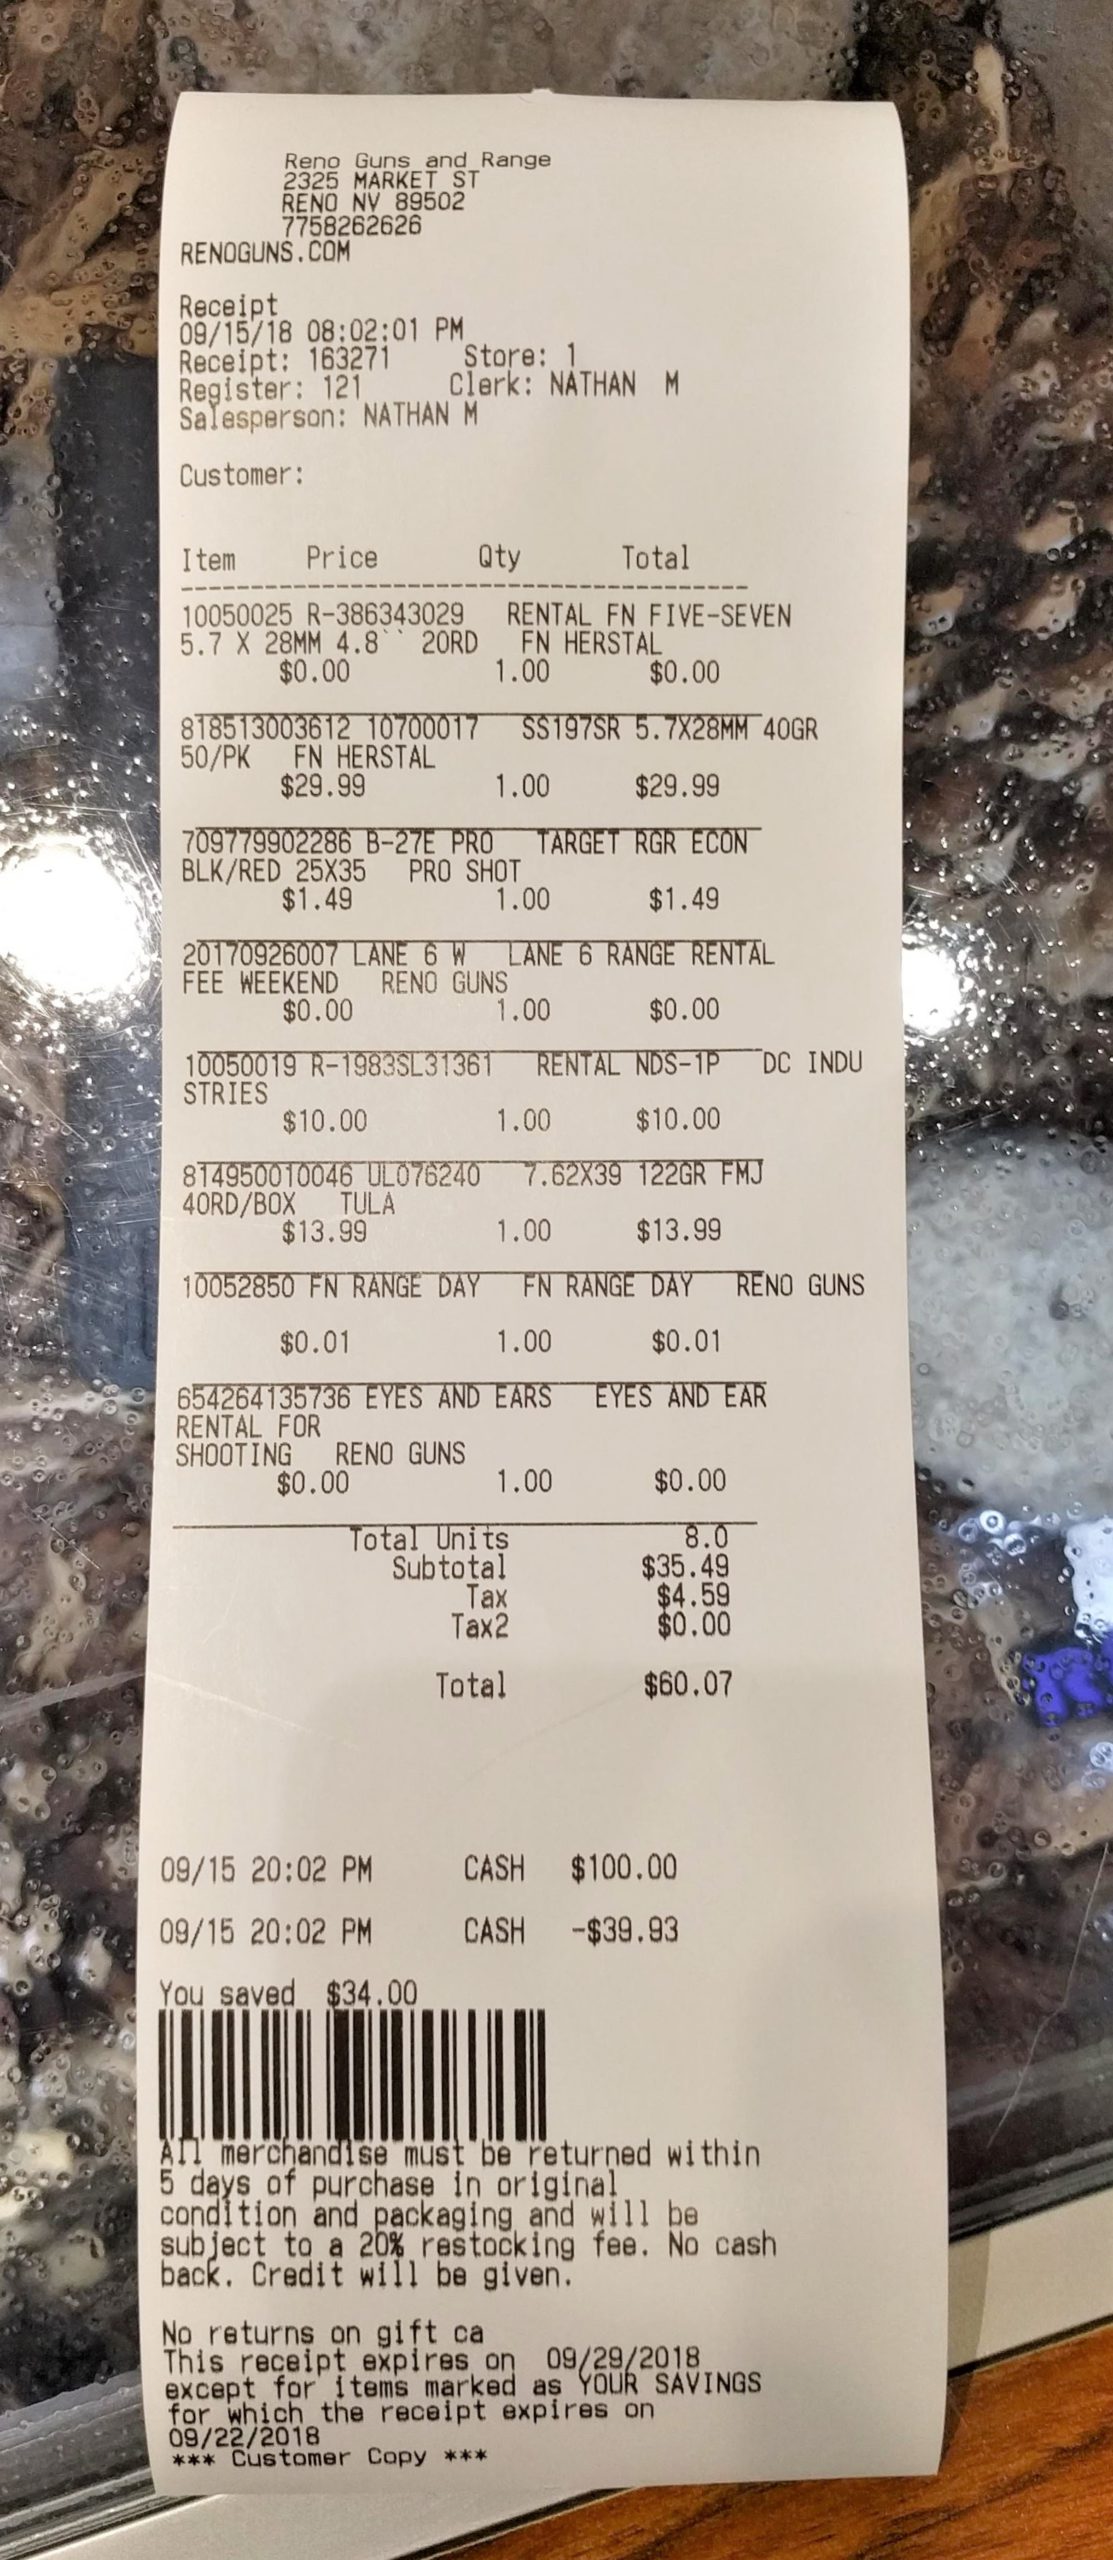 Reno Guns and Range
2325 MARKET ST
RENO NV 89502
7758262626
RENOGUNS.COM
Receipt
09/15/18 08:02:01 PM
Receipt: 163271 Store: 1
Register: 121 Clerk: NATHAN M
Salesperson: NATHAN M
Customer:
Item Price Qty Total
----------------------------------------
10050025 R-386343029 RENTAL FN FIVE-SEVEN
5.7 X 28MM 4.8`` 20RD FN HERSTAL
$0.00 1.00 $0.00
818513003612 10700017 SS197SR 5.7X28MM 40GR
50/PK FN HERSTAL
$29.99 1.00 $29.99
709779902286 B-27E PRO TARGET RGR ECON
BLK/RED 25X35 PRO SHOT
$1.49 1.00 $1.49
20170926007 LANE 6 W LANE 6 RANGE RENTAL
FEE WEEKEND RENO GUNS
$0.00 1.00 $0.00
10050019 R-1983SL31361 RENTAL NDS-1P DC INDU
STRIES
$10.00 1.00 $10.00
814950010046 UL076240 7.62X39 122GR FMJ
40RD/BOX TULA
$13.99 1.00 $13.99
10052850 FN RANGE DAY FN RANGE DAY RENO GUNS
$0.01 1.00 $0.01
654264135736 EYES AND EARS EYES AND EAR
RENTAL FOR
SHOOTING RENO GUNS
$0.00 1.00 $0.00
Total Units 8.0
Subtotal $35.49
Tax $4.59
Tax2 $0.00
Total $60.07
09/15 20:02 PM CASH $100.00
09/15 20:02 PM CASH -$39.93
You saved $34.00
All merchandise must be returned within
5 days of purchase in original
condition and packaging and will be
subject to a 20% restocking fee. No cash
back. Credit will be given.
No returns on gift ca
This receipt expires on 09/29/2018
except for items marked as YOUR SAVINGS
for which the receipt expires on
09/22/2018
*** Customer Copy ***